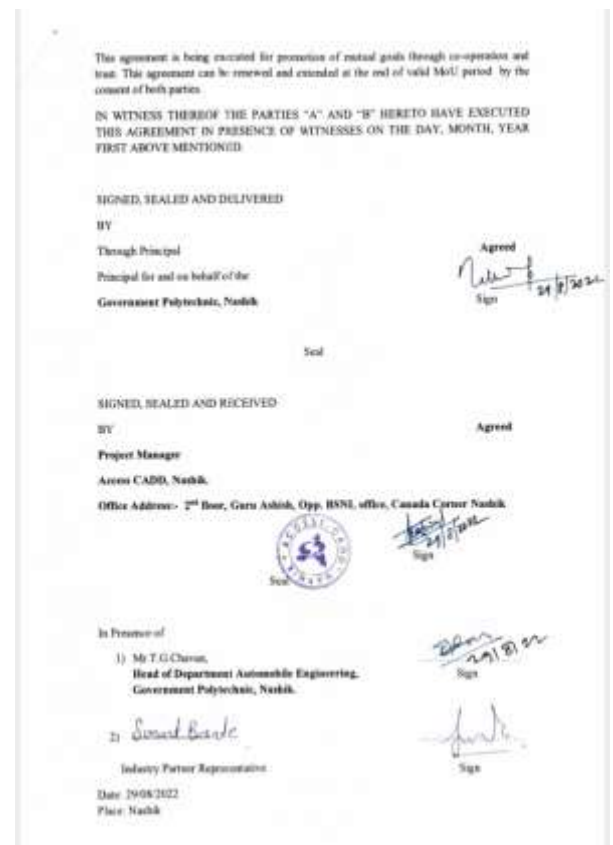 This agreement is being executed for promotion of mutual goals through co-operation and
trust. This agreement can be renewed and extended at the end of valid MoU period by the
consent of both parties
IN WITNESS THEREOF THE PARTIES "A" AND "B" HERETO HAVE EXECUTED
THIS AGREEMENT IN PRESENCE OF WITNESSES ON THE DAY, MONTH, YEAR
FIRST ABOVE MENTIONED
SIGNED, SEALED AND DELIVERED
BY
Through Principal
Agreed
Principal for and on behalf of the
Government Polytechnic, Nashik
Sign
29/8/2022
Seal
SIGNED, SEALED AND RECEIVED
BY
Agreed
Project Manager
Access CADD, Nashik.
Office Address:- 2nd floor, Guru Ashish, Opp. BSNL office, Canada Corner Nashik
ACCESS CADD
NASHIK
29/8/2022
Seal
Sign
In Presence of
1) Mr T.G.Chavan,
Head of Department Automobile Engineering,
Government Polytechnic, Nashik.
29/8/22
Sign
2)
Industry Partner Representative
Sign
Date: 29/08/2022
Place: Nashik